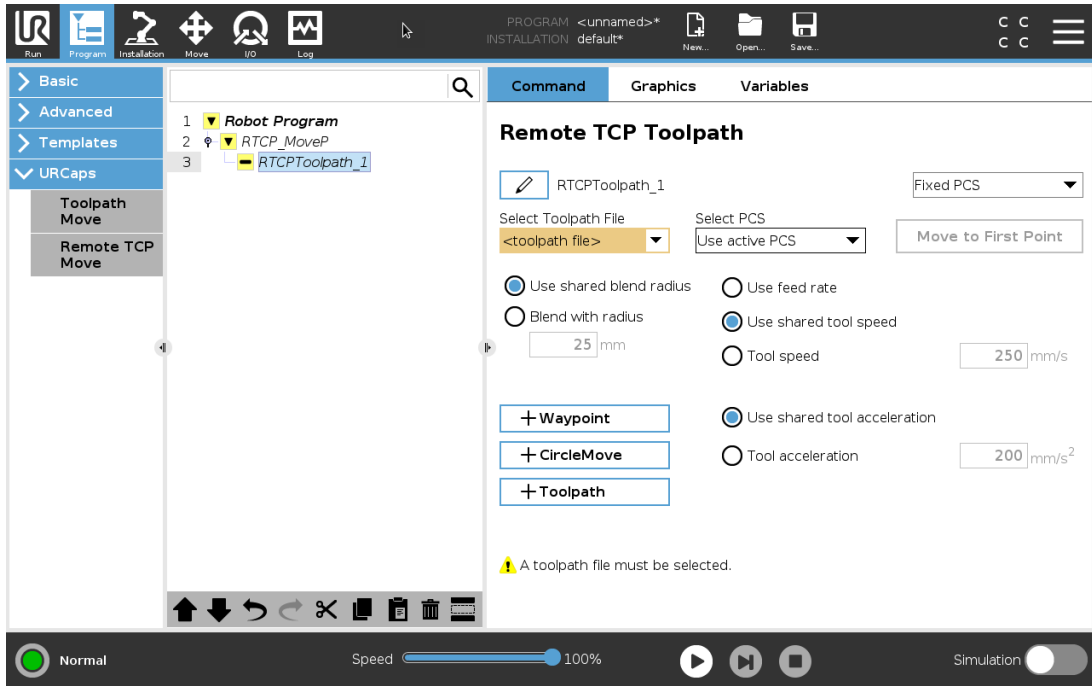 UR
PROGRAM <unnamed>*
INSTALLATION default*
C C
C C
Run Program Installation Move I/O Log New... Open... Save...
Basic
Advanced
Templates
URCaps
Toolpath
Move
Remote TCP
Move
1 Robot Program
2 RTCP_MoveP
3 RTCPToolpath_1
Command Graphics Variables
Remote TCP Toolpath
RTCPToolpath_1 Fixed PCS
Select Toolpath File Select PCS
<toolpath file> Use active PCS Move to First Point
Use shared blend radius Use feed rate
Blend with radius Use shared tool speed
25 mm Tool speed 250 mm/s
+Waypoint Use shared tool acceleration
+CircleMove Tool acceleration 200 mm/s2
+Toolpath
A toolpath file must be selected.
Normal Speed 100% Simulation